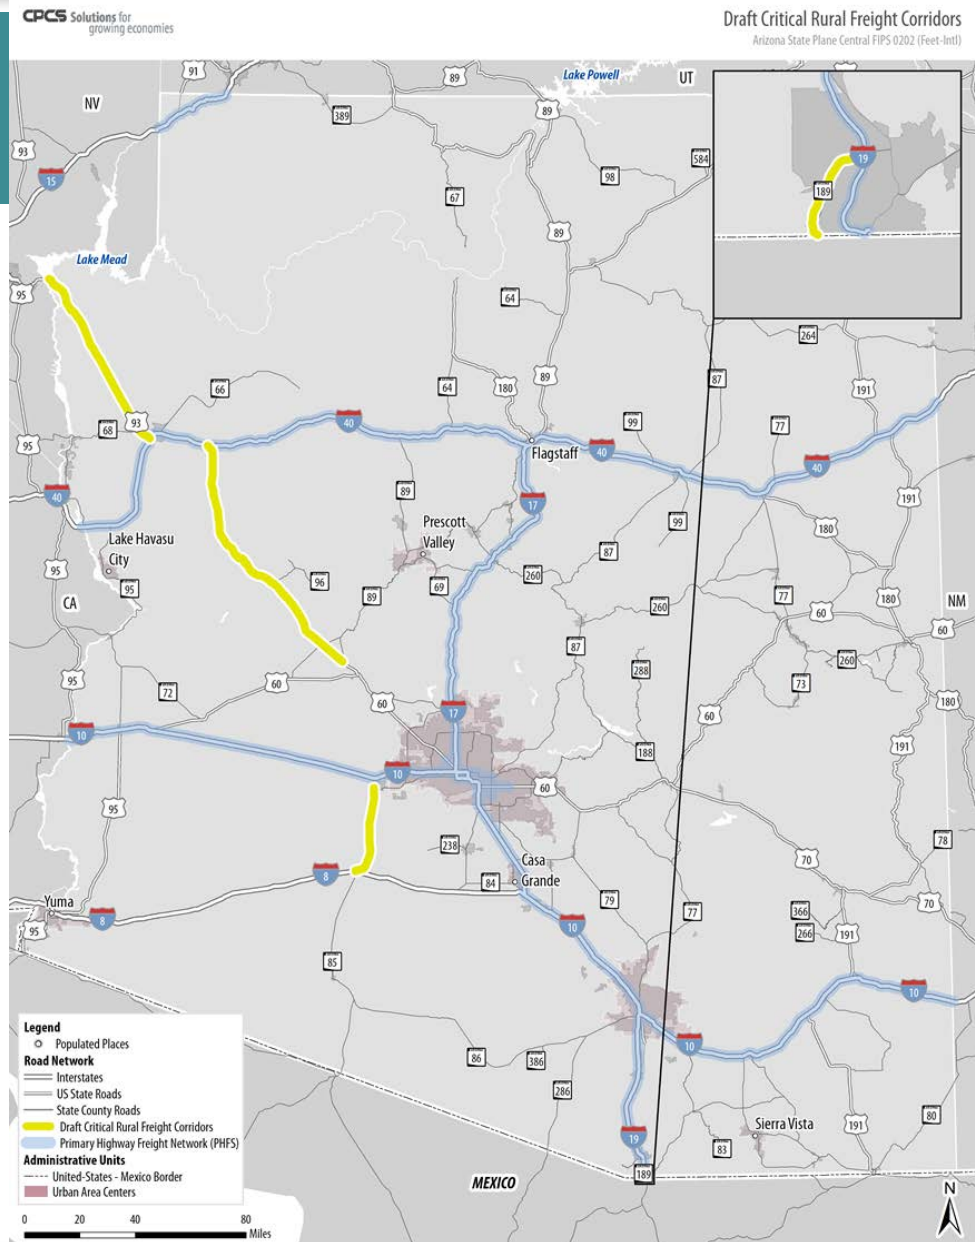 CPCS Solutions for
growing economies
Draft Critical Rural Freight Corridors
Arizona State Plane Central FIPS 0202 (Feet-Intl)
91
89
Lake Powell
UT
NV
389
89
19
93
584
15
67
98
189
89
Lake Mead
95
64
264
66
64
180
89
87
191
93
68
40
99
77
95
Flagstaff
40
40
40
89
17
191
Prescott
Valley
99
180
Lake Havasu
City
87
95
95
96
69
260
89
77
180
CA
260
60
NM
60
87
288
260
95
72
60
73
60
17
60
180
10
191
188
10
60
95
238
78
Casa
Grande
70
8
84
Yuma
79
77
366
70
8
95
10
266
191
85
10
Legend
Populated Places
Road Network
Interstates
US State Roads
State County Roads
Draft Critical Rural Freight Corridors
Primary Highway Freight Network (PHFS)
Administrative Units
United-States - Mexico Border
Urban Area Centers
86
386
10
286
80
Sierra Vista
191
19
83
189
MEXICO
N
0 20 40 80
Miles